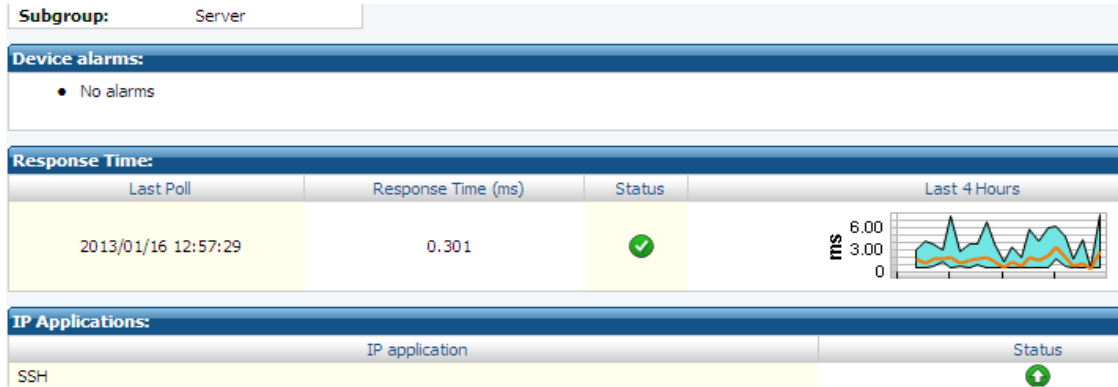 Subgroup: Server
Device alarms:
• No alarms
Response Time:
Last Poll Response Time (ms) Status Last 4 Hours
2013/01/16 12:57:29 0.301
ms
6.00
3.00
0
IP Applications:
IP application Status
SSH